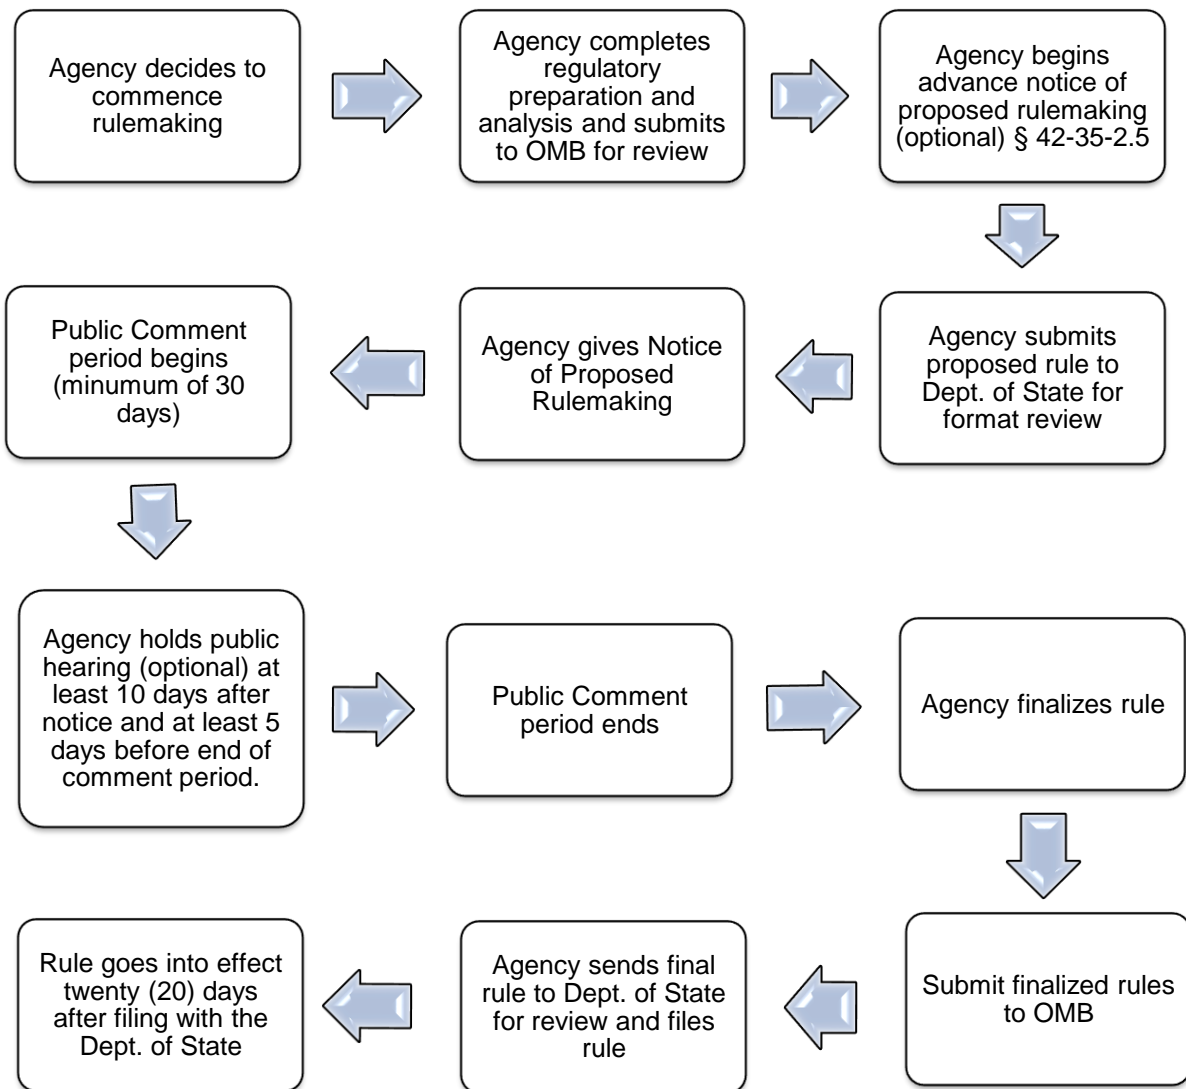 Agency decides to
commence
rulemaking
Agency completes
regulatory
preparation and
analysis and submits
to OMB for review
Agency begins
advance notice of
proposed rulemaking
(optional) § 42-35-2.5
Agency submits
proposed rule to
Dept. of State for
format review
Agency gives Notice
of Proposed
Rulemaking
Public Comment
period begins
(minumum of 30
days)
Agency holds public
hearing (optional) at
least 10 days after
notice and at least 5
days before end of
comment period.
Public Comment
period ends
Agency finalizes rule
Submit finalized rules
to OMB
Agency sends final
rule to Dept. of State
for review and files
rule
Rule goes into effect
twenty (20) days
after filing with the
Dept. of State